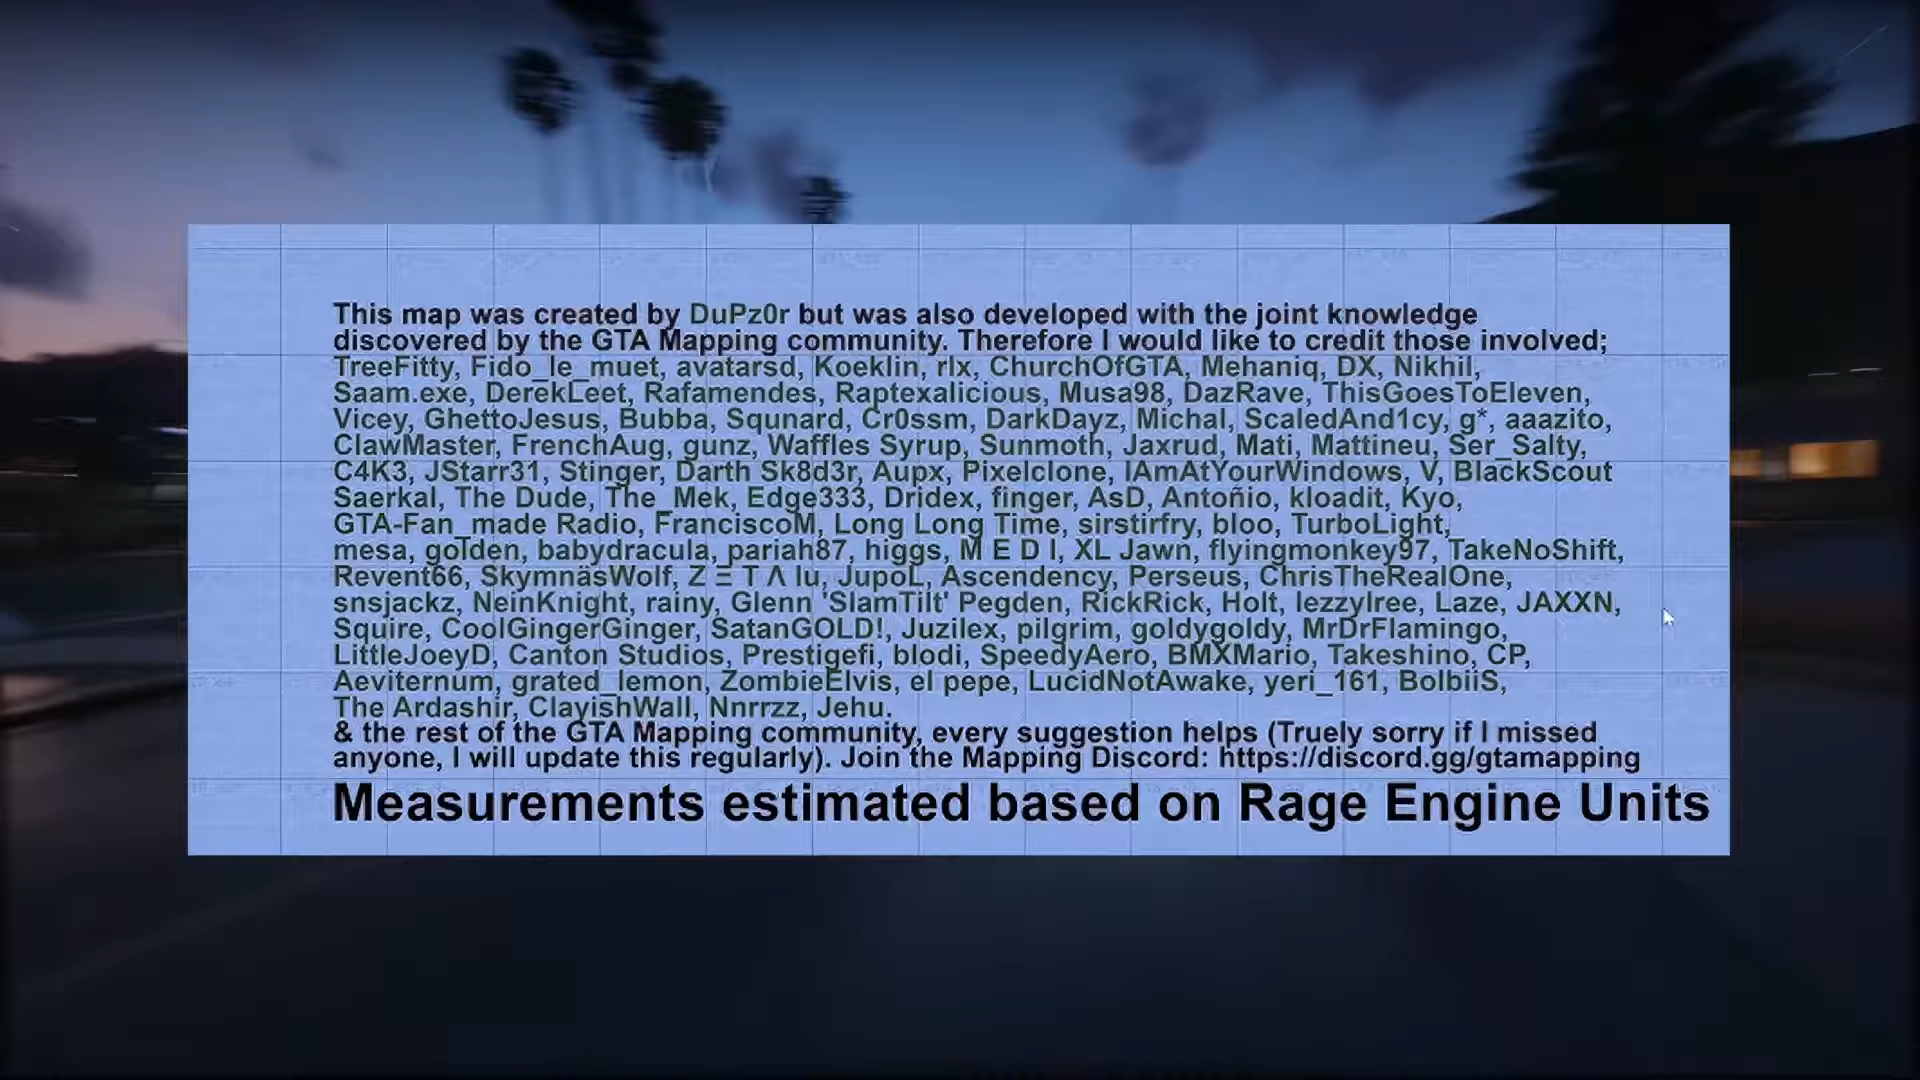 This map was created by DuPz0r but was also developed with the joint knowledge
discovered by the GTA Mapping community. Therefore I would like to credit those involved;
TreeFitty, Fido_le_muet, avatarsd, Koeklin, rlx, ChurchOfGTA, Mehaniq, DX, Nikhil,
Saam.exe, DerekLeet, Rafamendes, Raptexalicious, Musa98, DazRave, ThisGoesToEleven,
Vicey, GhettoJesus, Bubba, Squnard, Cr0ssm, DarkDayz, Michal, ScaledAnd1cy, g*, aaazito,
ClawMaster, FrenchAug, gunz, Waffles Syrup, Sunmoth, Jaxrud, Mati, Mattineu, Ser_Salty,
C4K3, JStarr31, Stinger, Darth Sk8d3r, Aupx, Pixelclone, IAmAtYourWindows, V, BlackScout
Saerkal, The Dude, The_Mek, Edge333, Dridex, finger, AsD, Antoñio, kloadit, Kyo,
GTA-Fan_made Radio, FranciscoM, Long Long Time, sirstirfry, bloo, TurboLight,
mesa, golden, babydracula, pariah87, higgs, M E D I, XL Jawn, flyingmonkey97, TakeNoShift,
Revent66, SkymnäsWolf, Z Ξ T Λ lu, JupoL, Ascendency, Perseus, ChrisTheRealOne,
snsjackz, NeinKnight, rainy, Glenn 'SlamTilt' Pegden, RickRick, Holt, lezzylree, Laze, JAXXN,
Squire, CoolGingerGinger, SatanGOLD!, Juzilex, pilgrim, goldygoldy, MrDrFlamingo,
LittleJoeyD, Canton Studios, Prestigefi, blodi, SpeedyAero, BMXMario, Takeshino, CP,
Aeviternum, grated_lemon, ZombieElvis, el pepe, LucidNotAwake, yeri_161, BolbiiS,
The Ardashir, ClayishWall, Nnrrzz, Jehu.
& the rest of the GTA Mapping community, every suggestion helps (Truely sorry if I missed
anyone, I will update this regularly). Join the Mapping Discord: https://discord.gg/gtamapping
Measurements estimated based on Rage Engine Units